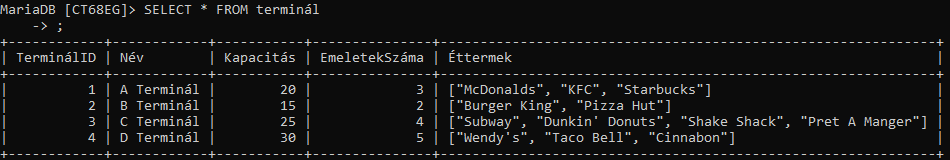 MariaDB [CT68EG]> SELECT * FROM terminál
    -> ;
+------------+------------+-----------+---------------+---------------------------------------------------------------+
| TerminálID | Név        | Kapacitás | EmeletekSzáma | Éttermek                                                      |
+------------+------------+-----------+---------------+---------------------------------------------------------------+
|          1 | A Terminál |        20 |             3 | ["McDonalds", "KFC", "Starbucks"]                             |
|          2 | B Terminál |        15 |             2 | ["Burger King", "Pizza Hut"]                                  |
|          3 | C Terminál |        25 |             4 | ["Subway", "Dunkin' Donuts", "Shake Shack", "Pret A Manger"] |
|          4 | D Terminál |        30 |             5 | ["Wendy's", "Taco Bell", "Cinnabon"]                          |
+------------+------------+-----------+---------------+---------------------------------------------------------------+